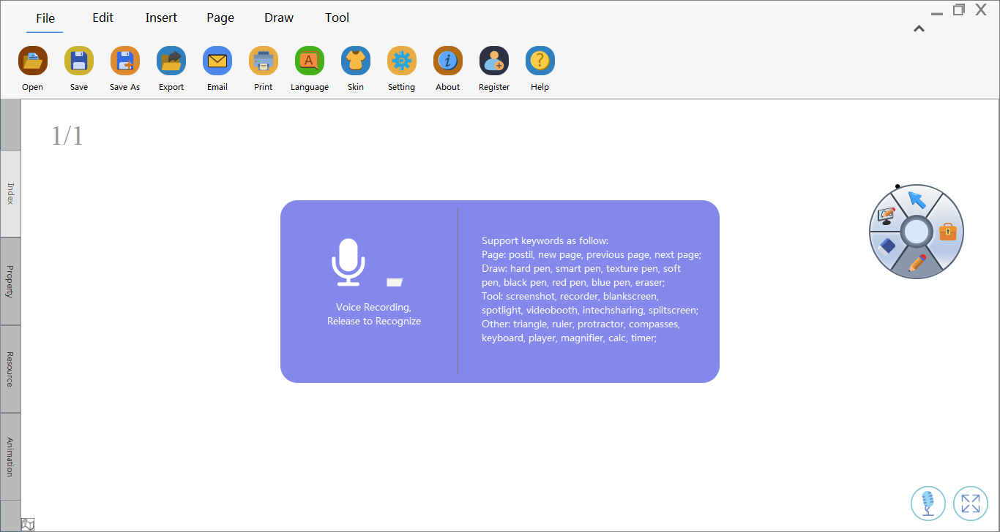 File Edit Insert Page Draw Tool
Open Save Save As Export Email Print Language Skin Setting About Register Help
1/1
Index
Property
Resource
Animation
Voice Recording,
Release to Recognize
Support keywords as follow:
Page: postil, new page, previous page, next page;
Draw: hard pen, smart pen, texture pen, soft
pen, black pen, red pen, blue pen, eraser;
Tool: screenshot, recorder, blankscreen,
spotlight, videobooth, intechsharing, splitscreen;
Other: triangle, ruler, protractor, compasses,
keyboard, player, magnifier, calc, timer;